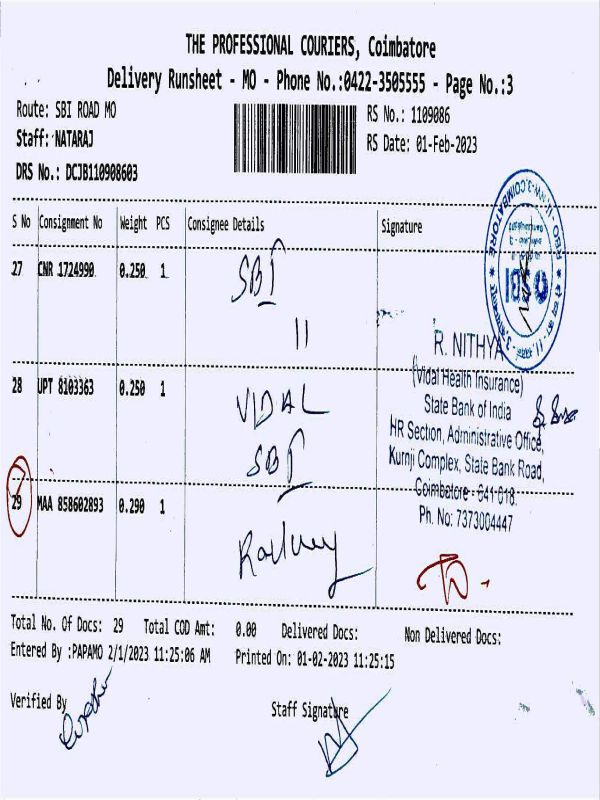 THE PROFESSIONAL COURIERS, Coimbatore
Delivery Runsheet - MO - Phone No.:0422-3505555 - Page No.:3
Route: SBI ROAD MO
RS No.: 1109086
Staff: NATARAJ
RS Date: 01-Feb-2023
DRS No.: DCJB110908603
S No Consignment No Weight PCS Consignee Details Signature
27 CNR 1724990 0.250 1 SBI
11
SBI
COIMBATORE
R. NITHYA
(Vidal Health Insurance)
28 UPT 8103363 0.250 1 VIDAL
SBI
State Bank of India
HR Section, Administrative Office,
Kurnji Complex, State Bank Road,
Coimbatore - 641 018.
Ph. No: 7373004447
29 MAA 858602893 0.290 1 Railway
Total No. Of Docs: 29 Total COD Amt: 0.00 Delivered Docs: Non Delivered Docs:
Entered By :PAPAMO 2/1/2023 11:25:06 AM Printed On: 01-02-2023 11:25:15
Verified By
Staff Signature